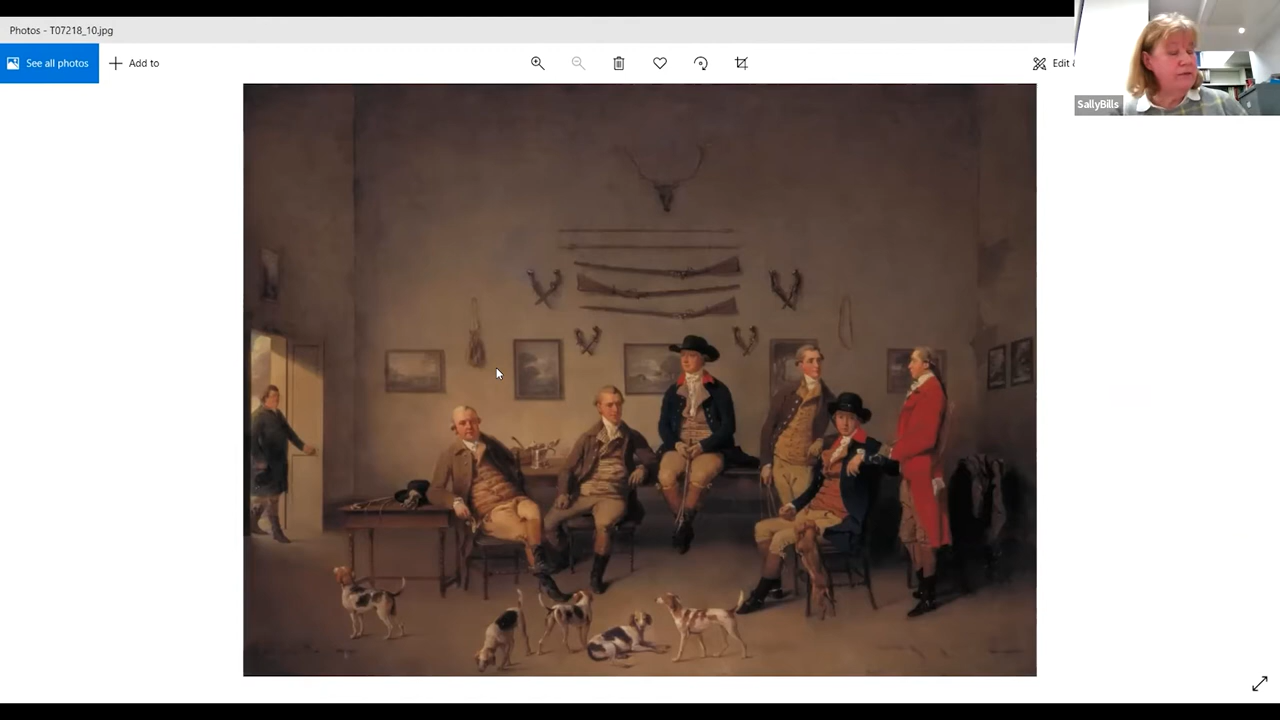 Photos - T07218_10.jpg
See all photos
Add to
Edit &
SallyBills